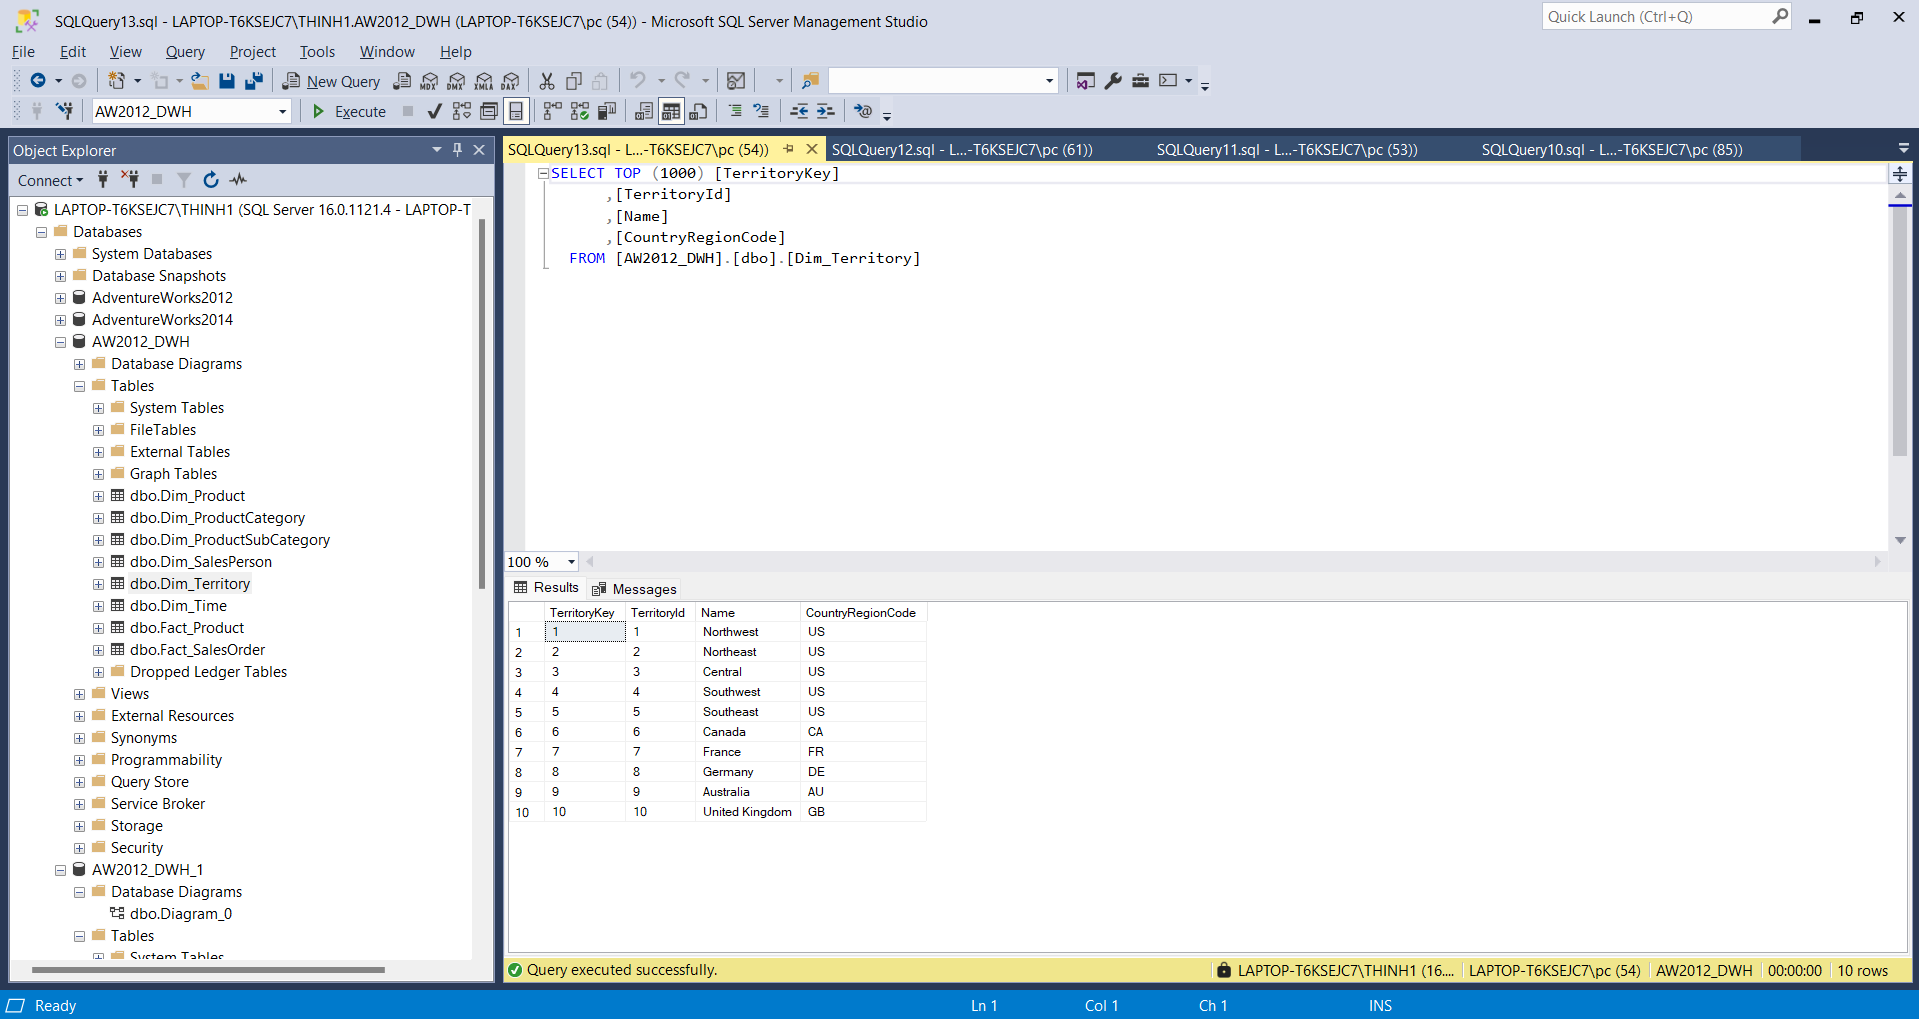 SQLQuery13.sql - LAPTOP-T6KSEJC7\THINH1.AW2012_DWH (LAPTOP-T6KSEJC7\pc (54)) - Microsoft SQL Server Management Studio
Quick Launch (Ctrl+Q)
File Edit View Query Project Tools Window Help
New Query MDX DMX XMLA DAX
AW2012_DWH Execute
Object Explorer
Connect
LAPTOP-T6KSEJC7\THINH1 (SQL Server 16.0.1121.4 - LAPTOP-T
Databases
System Databases
Database Snapshots
AdventureWorks2012
AdventureWorks2014
AW2012_DWH
Database Diagrams
Tables
System Tables
FileTables
External Tables
Graph Tables
dbo.Dim_Product
dbo.Dim_ProductCategory
dbo.Dim_ProductSubCategory
dbo.Dim_SalesPerson
dbo.Dim_Territory
dbo.Dim_Time
dbo.Fact_Product
dbo.Fact_SalesOrder
Dropped Ledger Tables
Views
External Resources
Synonyms
Programmability
Query Store
Service Broker
Storage
Security
AW2012_DWH_1
Database Diagrams
dbo.Diagram_0
Tables
System Tables
SQLQuery13.sql - L...-T6KSEJC7\pc (54)) SQLQuery12.sql - L...-T6KSEJC7\pc (61)) SQLQuery11.sql - L...-T6KSEJC7\pc (53)) SQLQuery10.sql - L...-T6KSEJC7\pc (85))
SELECT TOP (1000) [TerritoryKey]
,[TerritoryId]
,[Name]
,[CountryRegionCode]
FROM [AW2012_DWH].[dbo].[Dim_Territory]
100 %
Results Messages
TerritoryKey TerritoryId Name CountryRegionCode
1 1 1 Northwest US
2 2 2 Northeast US
3 3 3 Central US
4 4 4 Southwest US
5 5 5 Southeast US
6 6 6 Canada CA
7 7 7 France FR
8 8 8 Germany DE
9 9 9 Australia AU
10 10 10 United Kingdom GB
Query executed successfully. LAPTOP-T6KSEJC7\THINH1 (16.... LAPTOP-T6KSEJC7\pc (54) AW2012_DWH 00:00:00 10 rows
Ready Ln 1 Col 1 Ch 1 INS